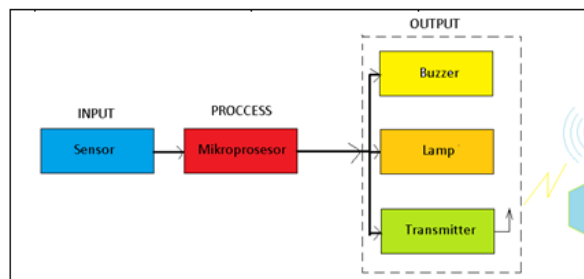 OUTPUT
Buzzer
INPUT
PROCCESS
Sensor
Mikroprosesor
Lamp
Transmitter